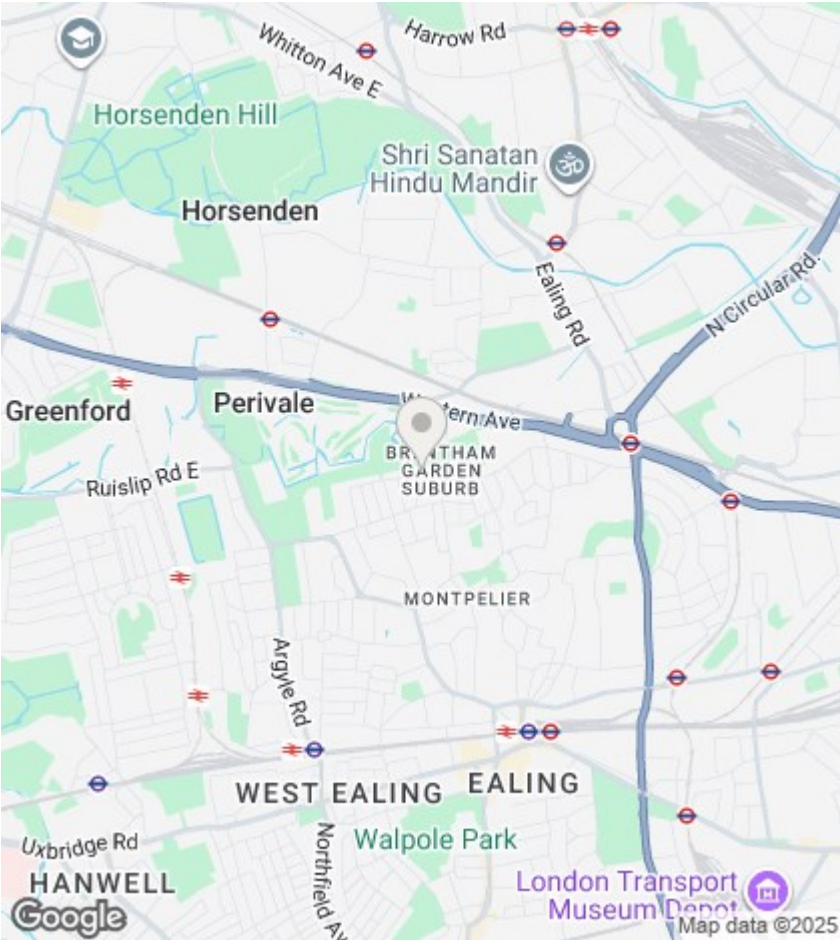 Harrow Rd
Whitton Ave E
Horsenden Hill
Shri Sanatan
Hindu Mandir
Horsenden
Ealing Rd
N Circular Rd.
Western Ave
Greenford
Perivale
BRENTHAM
GARDEN
SUBURB
Ruislip Rd E
MONTPELIER
Argyle Rd
WEST EALING
EALING
Uxbridge Rd
Walpole Park
Northfield Av
HANWELL
London Transport
Museum Depot
Google
Map data ©2025